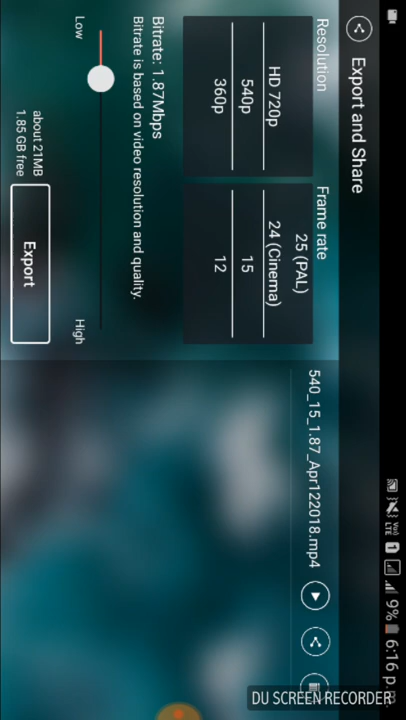 VoLTE 1 9% 6:16 p.m.
Export and Share
Resolution
HD 720p
540p
360p
Frame rate
25 (PAL)
24 (Cinema)
15
12
Bitrate: 1.87Mbps
Bitrate is based on video resolution and quality.
Low
High
about 21MB
1.85 GB free
Export
540_15_1.87_Apr122018.mp4
DU SCREEN RECORDER